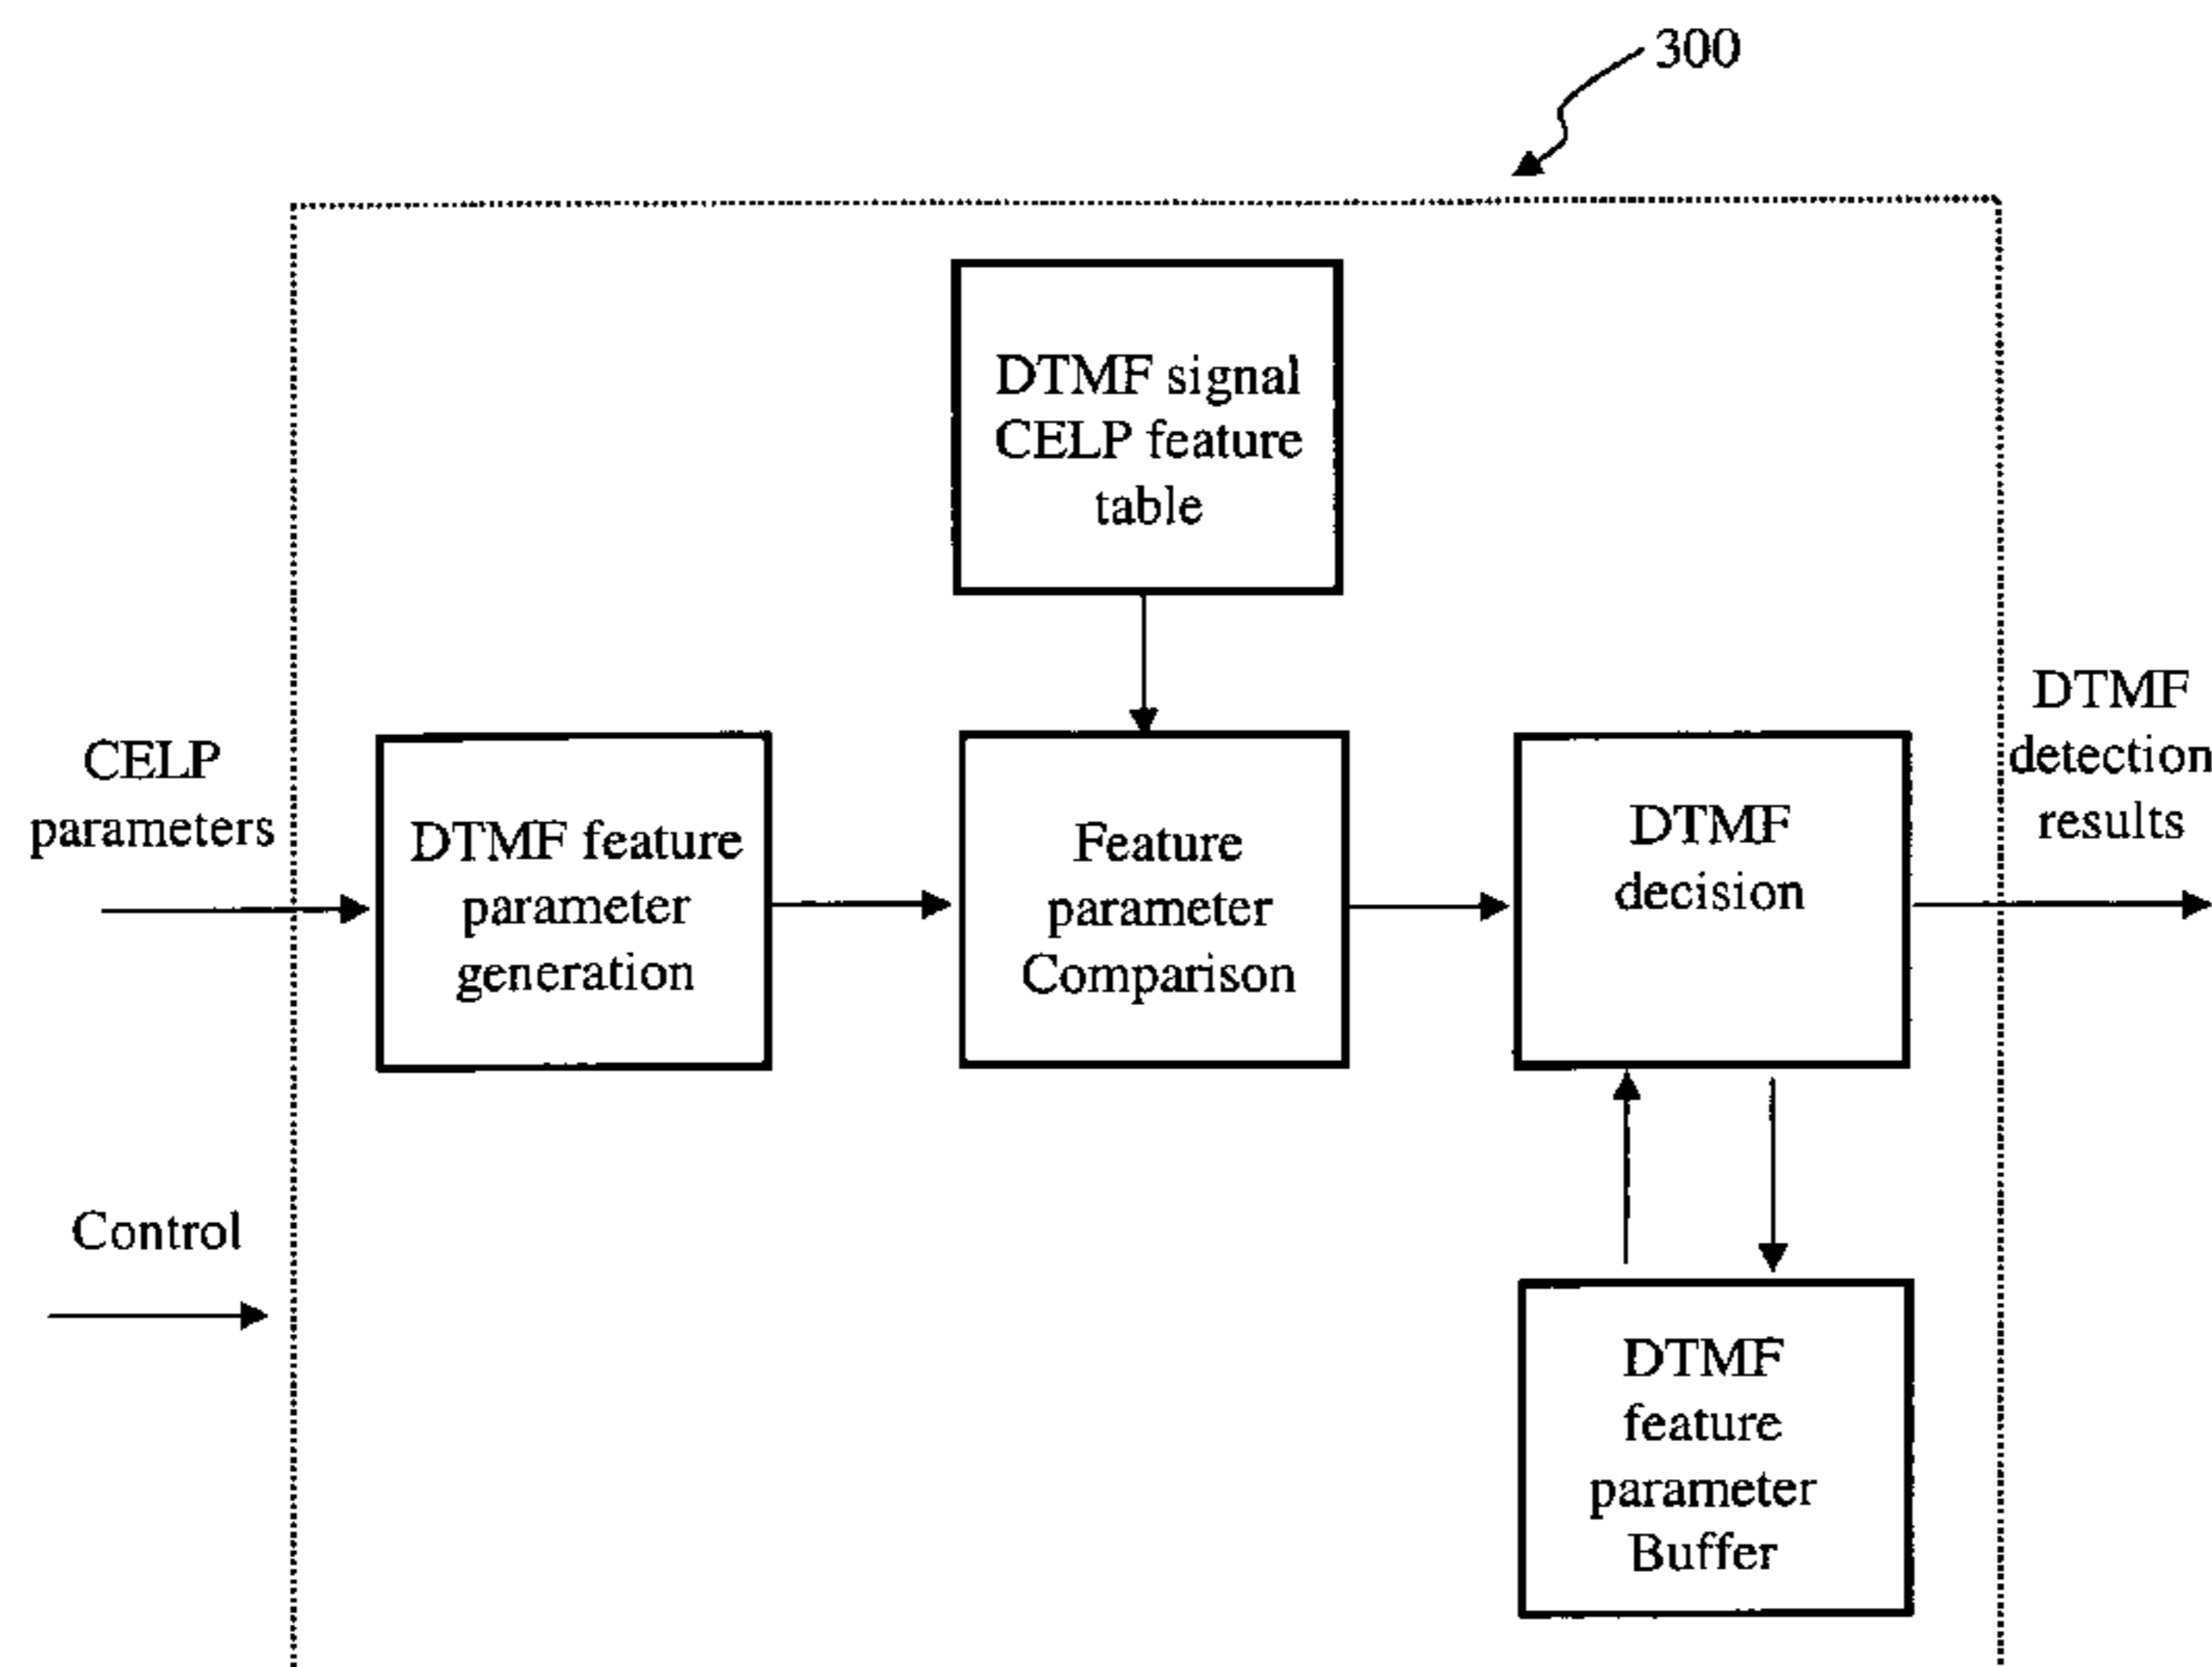 300
DTMF signal
CELP feature
table
CELP
parameters
DTMF feature
parameter
generation
Feature
parameter
Comparison
DTMF
decision
DTMF
detection
results
Control
DTMF
feature
parameter
Buffer